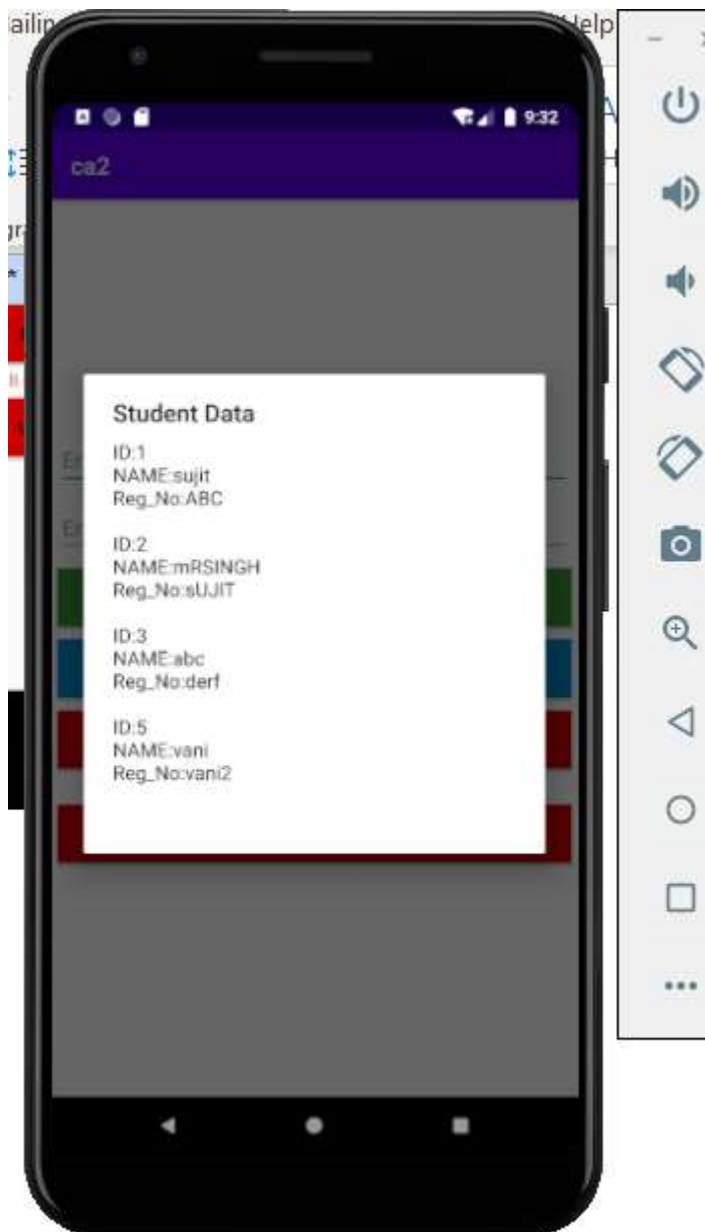 Help
9:32
ca2
Student Data
ID:1
NAME:sujit
Reg_No:ABC
ID:2
NAME:mRSINGH
Reg_No:sUJIT
ID:3
NAME:abc
Reg_No:derf
ID:5
NAME:vani
Reg_No:vani2